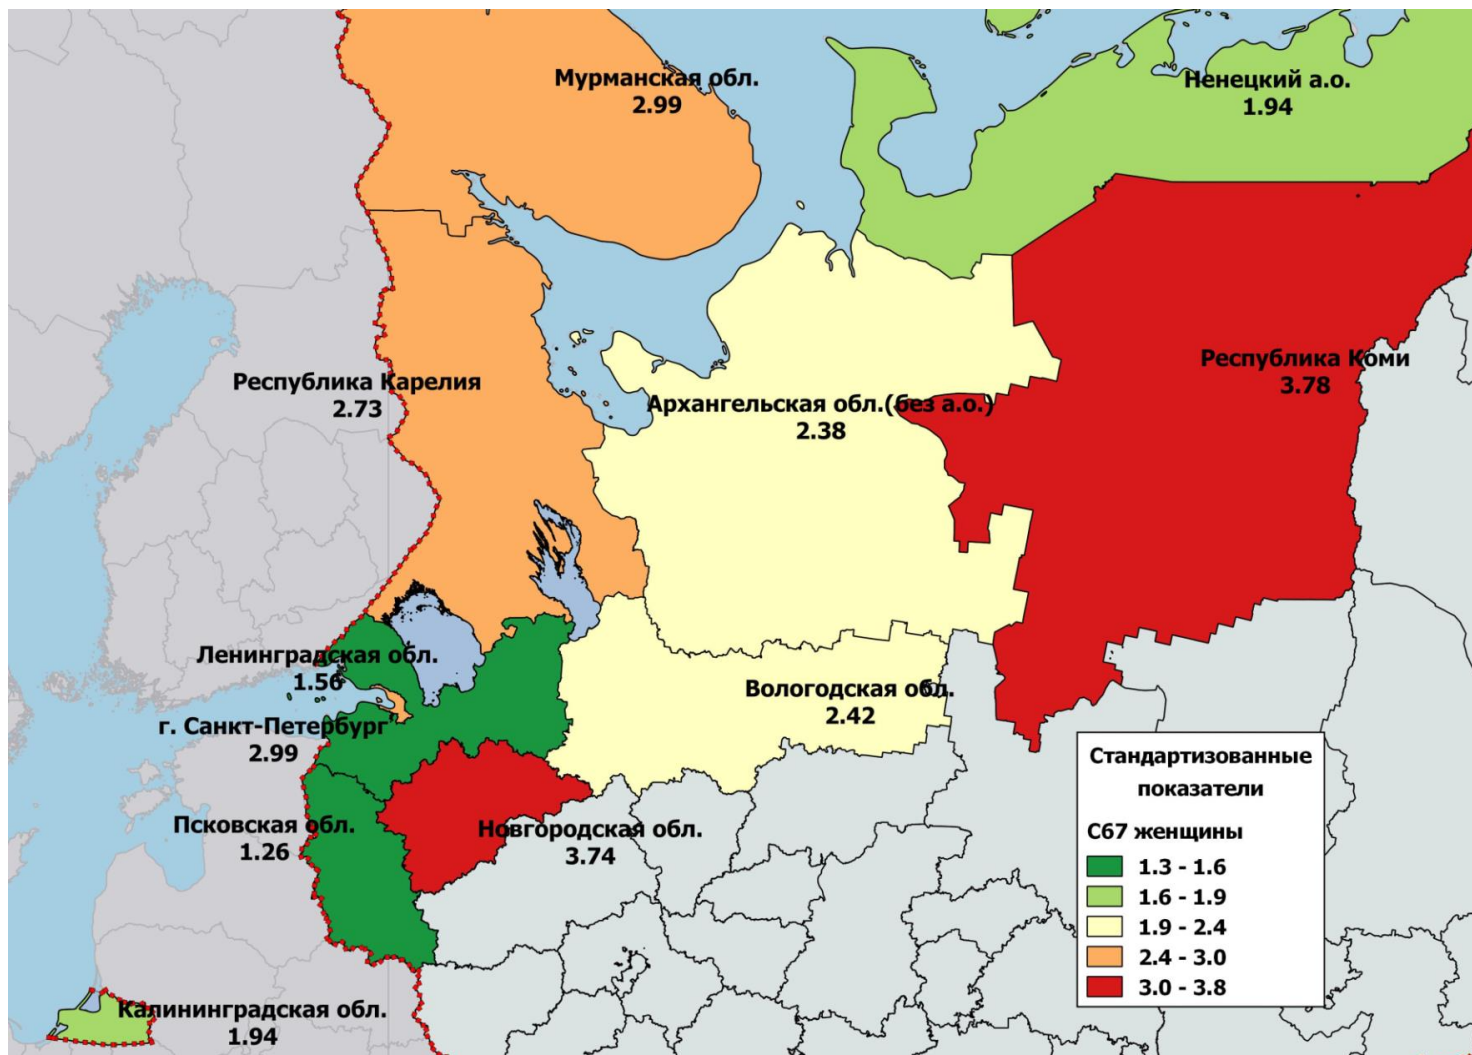 Мурманская обл.
2.99
Ненецкий а.о.
1.94
Республика Коми
3.78
Республика Карелия
2.73
Архангельская обл.(без а.о.)
2.38
Ленинградская обл.
1.56
Вологодская обл.
2.42
г. Санкт-Петербург
2.99
Псковская обл.
1.26
Новгородская обл.
3.74
Калининградская обл.
1.94
Стандартизованные
показатели
С67 женщины
1.3 - 1.6
1.6 - 1.9
1.9 - 2.4
2.4 - 3.0
3.0 - 3.8